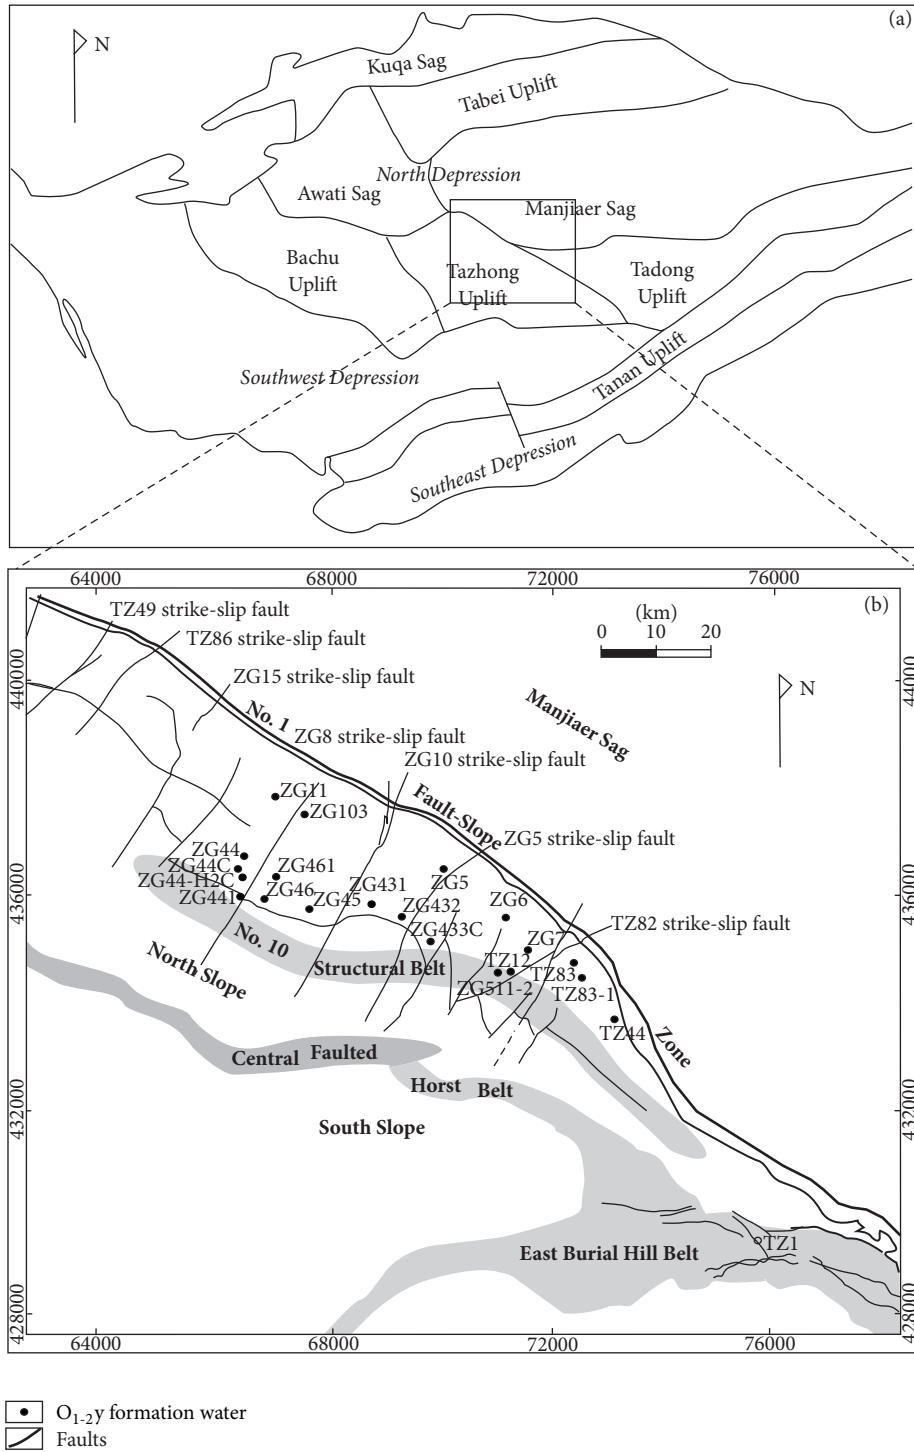 (a)
N
Kuqa Sag
Tabei Uplift
North Depression
Awati Sag
Manjiaer Sag
Bachu
Uplift
Tazhong
Uplift
Tadong
Uplift
Tanan Uplift
Southwest Depression
Southeast Depression
64000
68000
72000
76000
(b)
TZ49 strike-slip fault
(km)
0 10 20
TZ86 strike-slip fault
ZG15 strike-slip fault
440000
440000
N
No. 1
Manjiaer Sag
ZG8 strike-slip fault
ZG10 strike-slip fault
ZG11
Fault-Slope
ZG103
ZG5 strike-slip fault
ZG44
ZG44C
ZG461
ZG44-H2C
ZG5
ZG431
ZG46
ZG441
ZG45
ZG432
ZG6
436000
436000
TZ82 strike-slip fault
ZG433C
ZG7
No. 10
North Slope
Structural Belt
TZ12
TZ83
ZG511-2
TZ83-1
TZ44
Zone
Central Faulted
Horst Belt
432000
432000
South Slope
TZ1
East Burial Hill Belt
428000
428000
64000
68000
72000
76000
O1-2y formation water
Faults